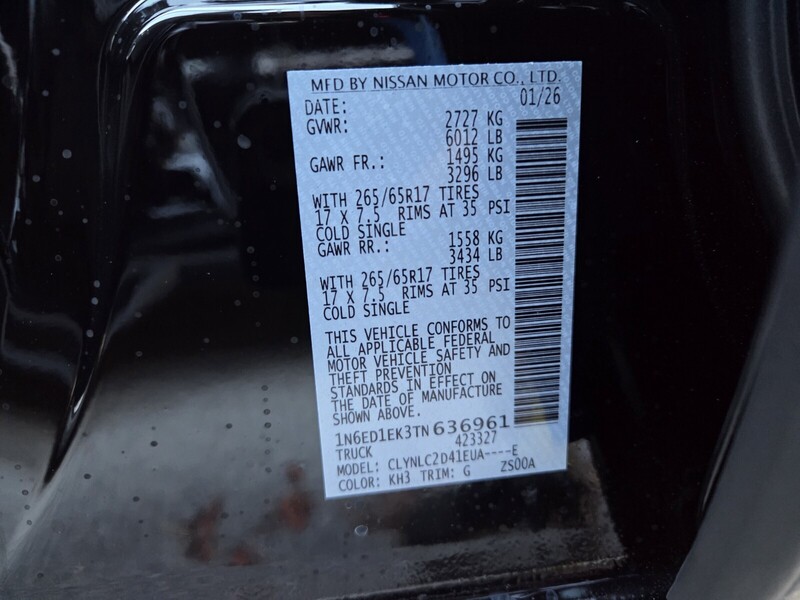 MFD BY NISSAN MOTOR CO., LTD.
DATE: 01/26
GVWR: 2727 KG
6012 LB
GAWR FR.: 1495 KG
3296 LB
WITH 265/65R17 TIRES
17 X 7.5 RIMS AT 35 PSI
COLD SINGLE
GAWR RR.: 1558 KG
3434 LB
WITH 265/65R17 TIRES
17 X 7.5 RIMS AT 35 PSI
COLD SINGLE
THIS VEHICLE CONFORMS TO
ALL APPLICABLE FEDERAL
MOTOR VEHICLE SAFETY AND
THEFT PREVENTION
STANDARDS IN EFFECT ON
THE DATE OF MANUFACTURE
SHOWN ABOVE.
1N6ED1EK3TN636961
TRUCK 423327
MODEL: CLYNLC2D41EUA----E
COLOR: KH3 TRIM: G ZS00A